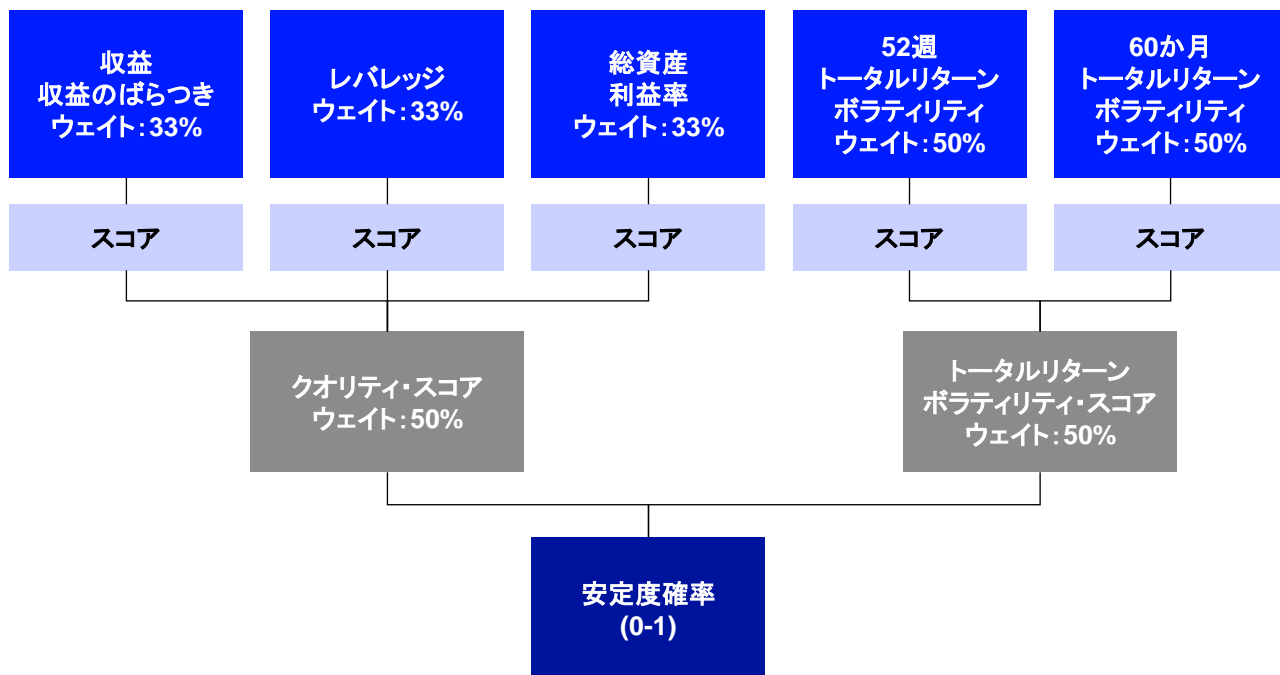 収益
収益のばらつき
ウェイト：33%
レバレッジ
ウェイト：33%
総資産
利益率
ウェイト：33%
52週
トータルリターン
ボラティリティ
ウェイト：50%
60か月
トータルリターン
ボラティリティ
ウェイト：50%
スコア
スコア
スコア
スコア
スコア
クオリティ・スコア
ウェイト：50%
トータルリターン
ボラティリティ・スコア
ウェイト：50%
安定度確率
(0-1)